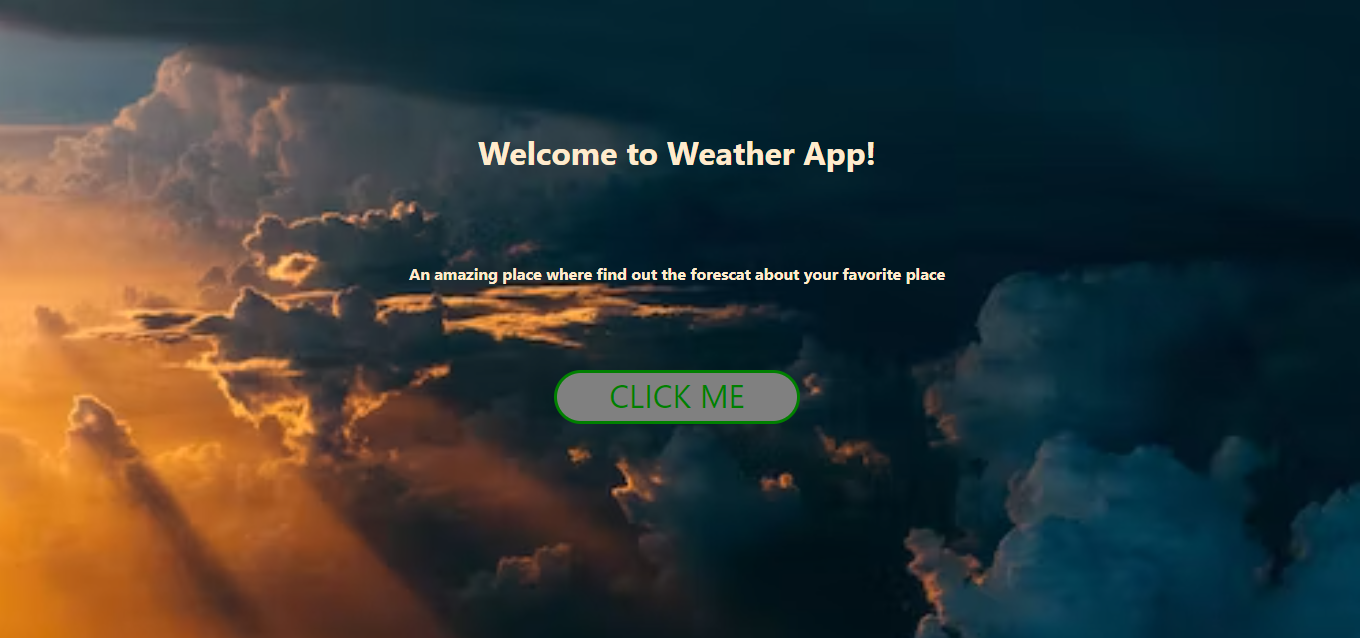 Welcome to Weather App!
An amazing place where find out the forescat about your favorite place
CLICK ME